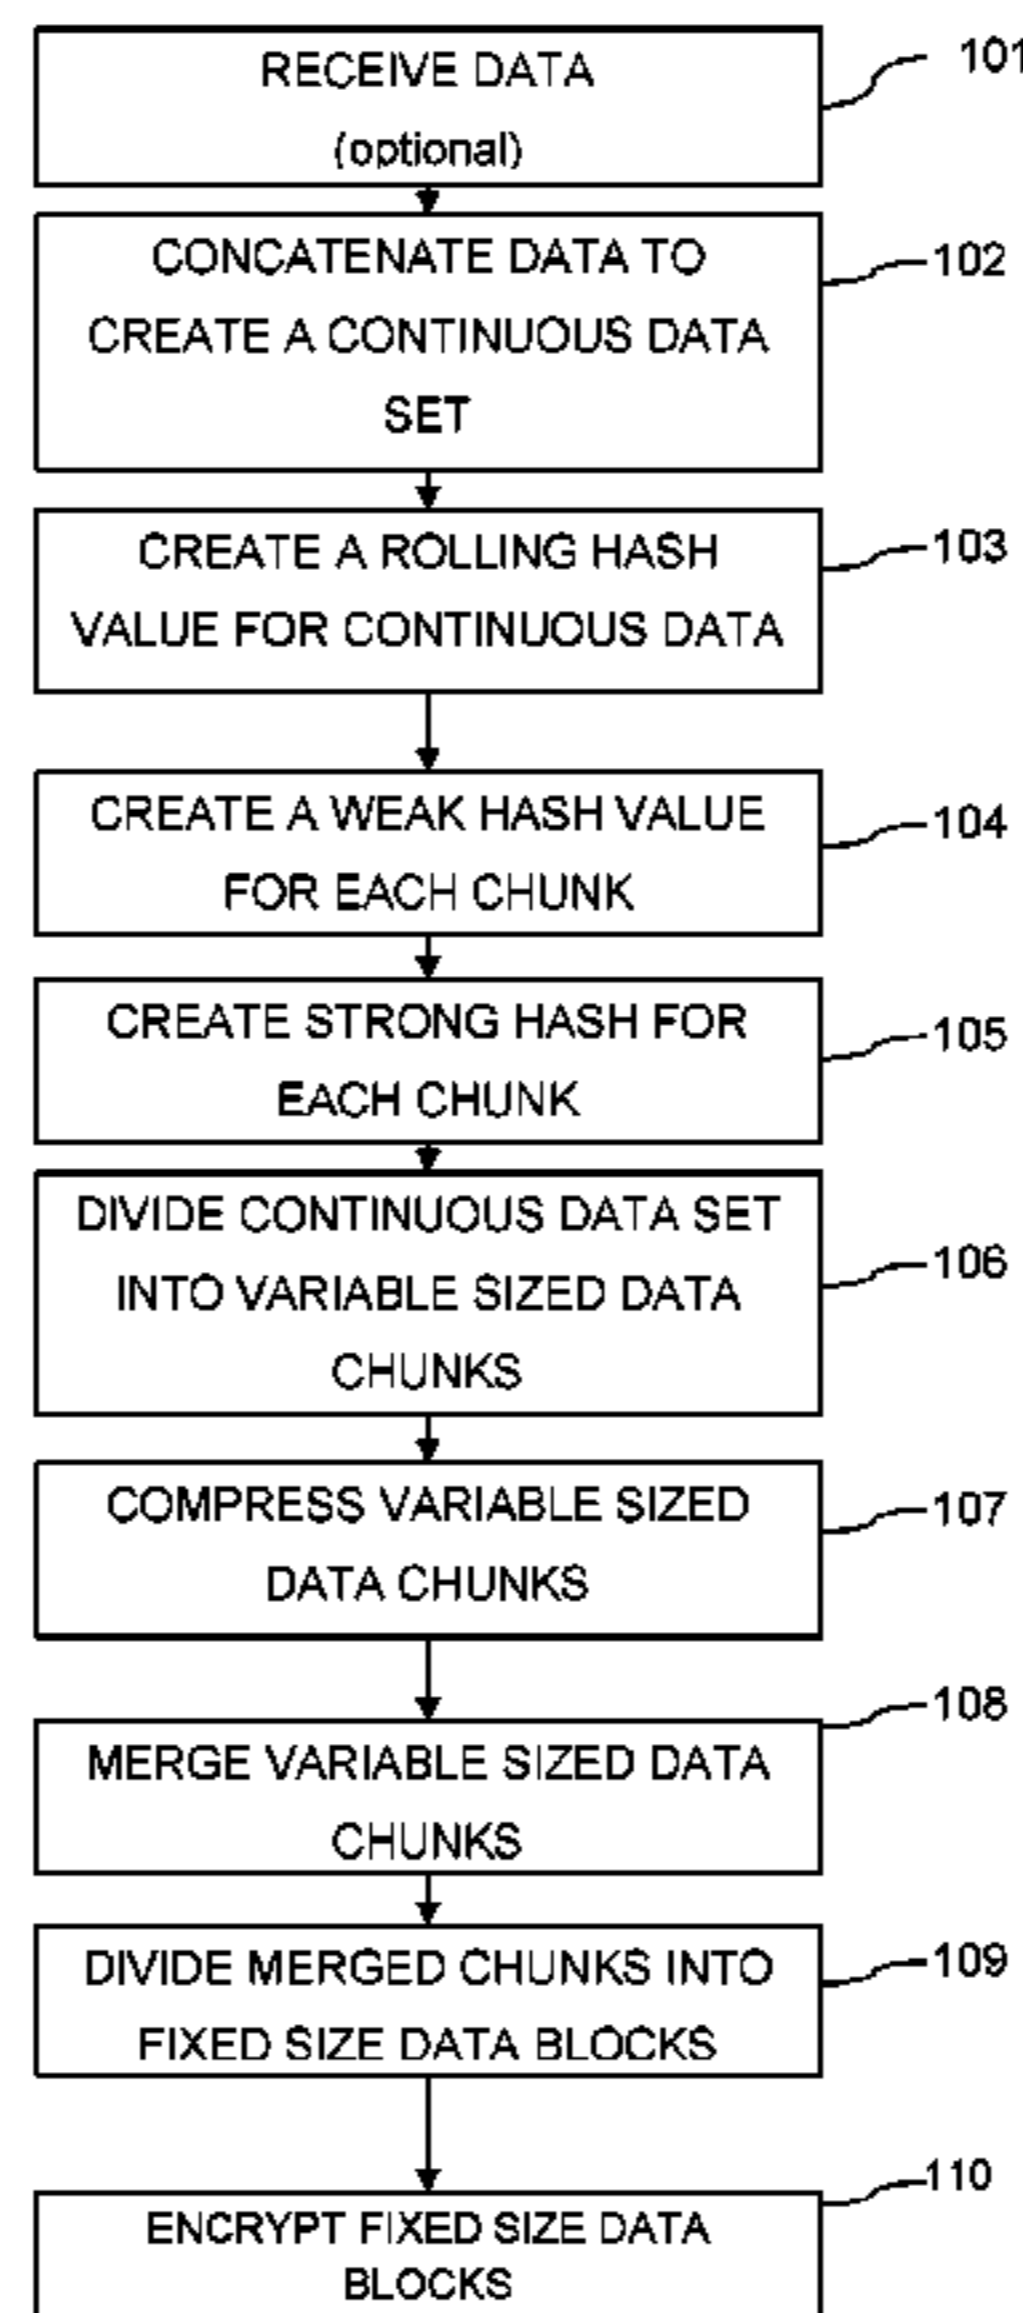 RECEIVE DATA
(optional)
101
CONCATENATE DATA TO
CREATE A CONTINUOUS DATA
SET
102
CREATE A ROLLING HASH
VALUE FOR CONTINUOUS DATA
103
CREATE A WEAK HASH VALUE
FOR EACH CHUNK
104
CREATE STRONG HASH FOR
EACH CHUNK
105
DIVIDE CONTINUOUS DATA SET
INTO VARIABLE SIZED DATA
CHUNKS
106
COMPRESS VARIABLE SIZED
DATA CHUNKS
107
MERGE VARIABLE SIZED DATA
CHUNKS
108
DIVIDE MERGED CHUNKS INTO
FIXED SIZE DATA BLOCKS
109
ENCRYPT FIXED SIZE DATA
BLOCKS
110